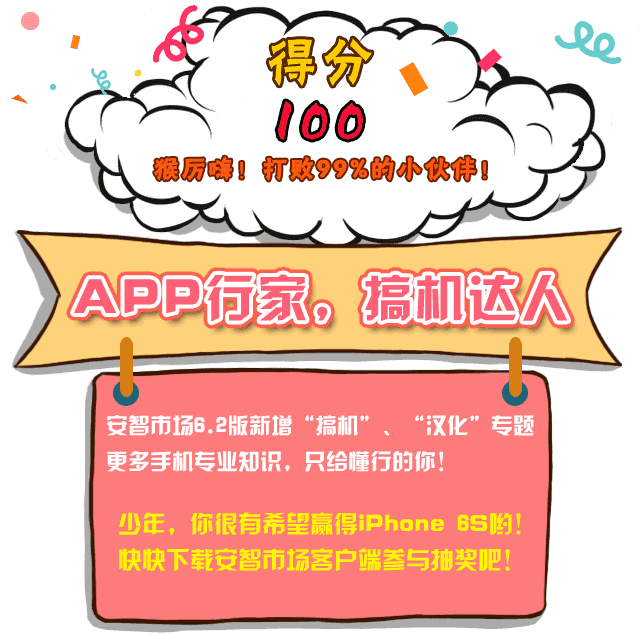 得分
100
猴厉嗨！打败99%的小伙伴！
APP行家，搞机达人
安智市场6.2版新增“搞机”、“汉化”专题
更多手机专业知识，只给懂行的你！
少年，你很有希望赢得iPhone 6S哟！
快快下载安智市场客户端参与抽奖吧！